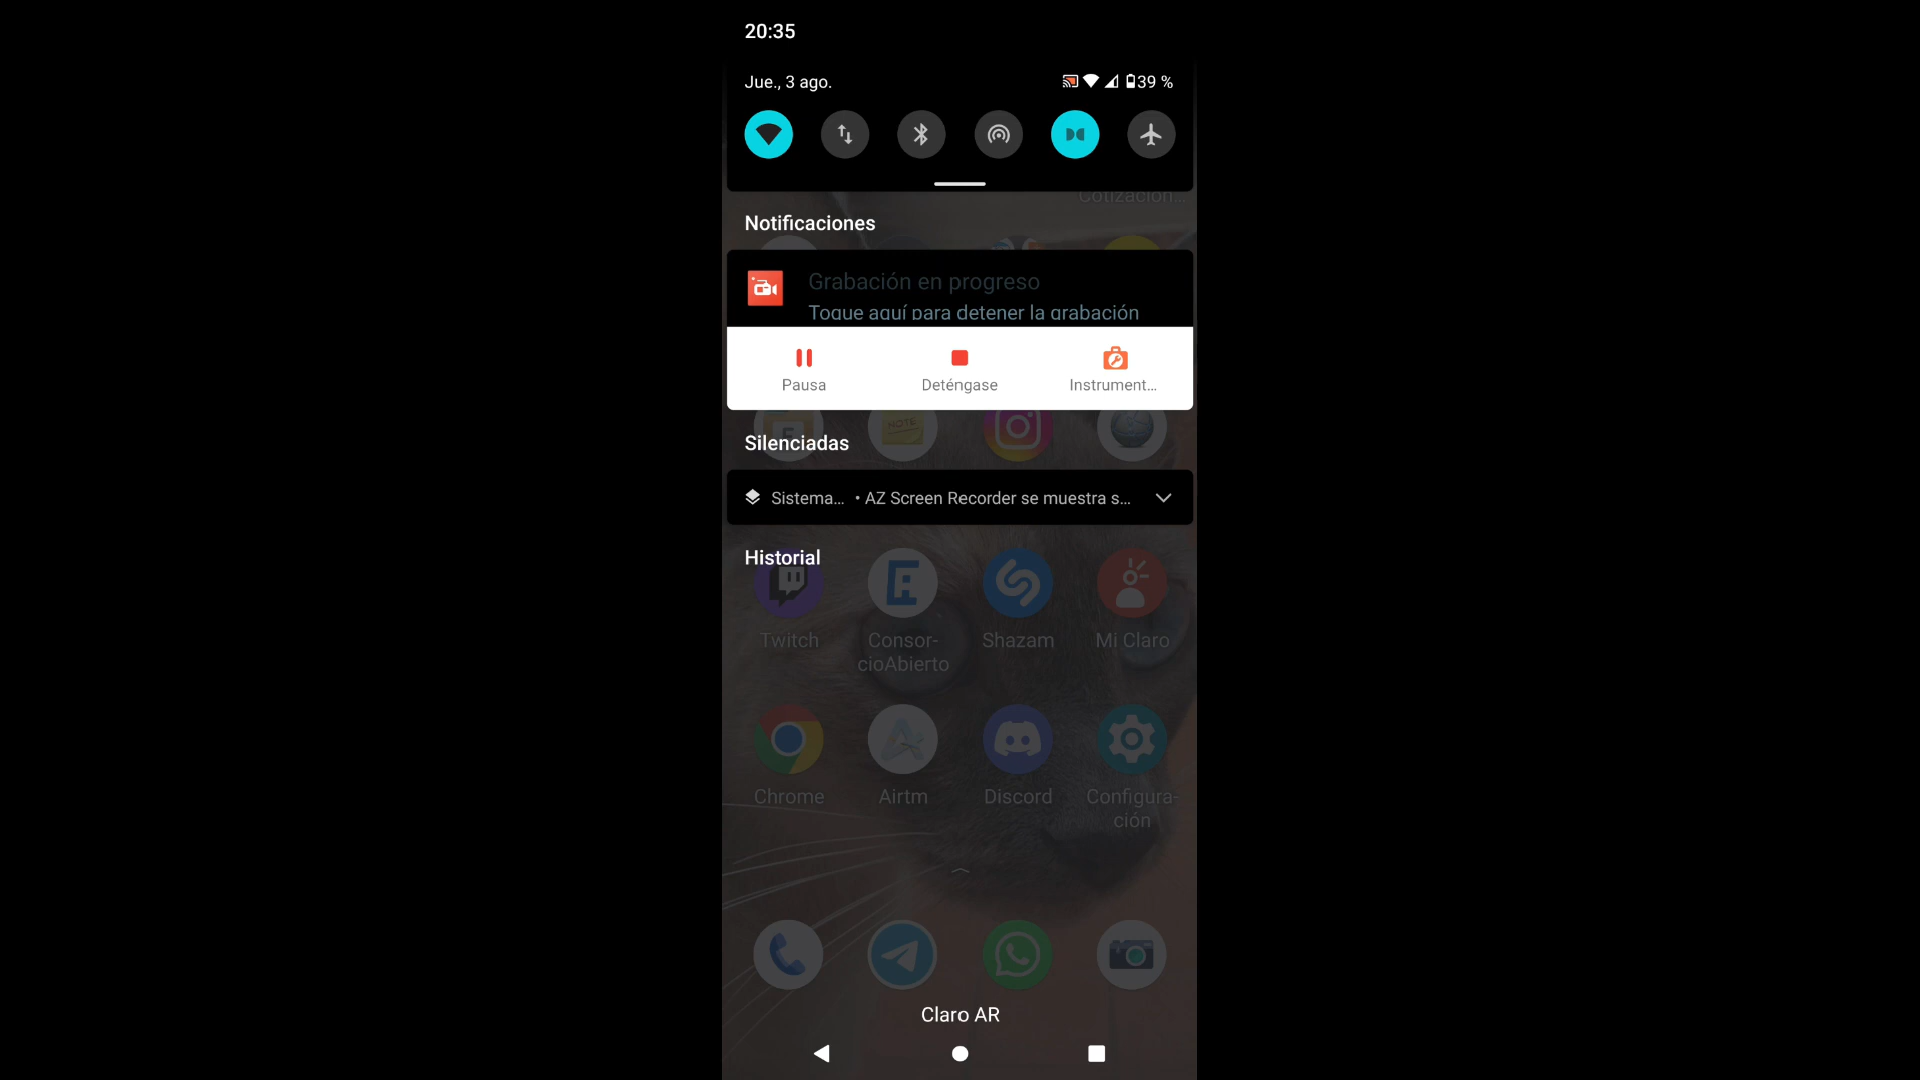 20:35
Jue., 3 ago.
39 %
Cotización...
Notificaciones
Grabación en progreso
Toque aquí para detener la grabación
Pausa
Deténgase
Instrument...
NOTE
Silenciadas
Sistema... • AZ Screen Recorder se muestra s...
Historial
Twitch
Consor-
cioAbierto
Shazam
Mi Claro
Chrome
Airtm
Discord
Configura-
ción
Claro AR